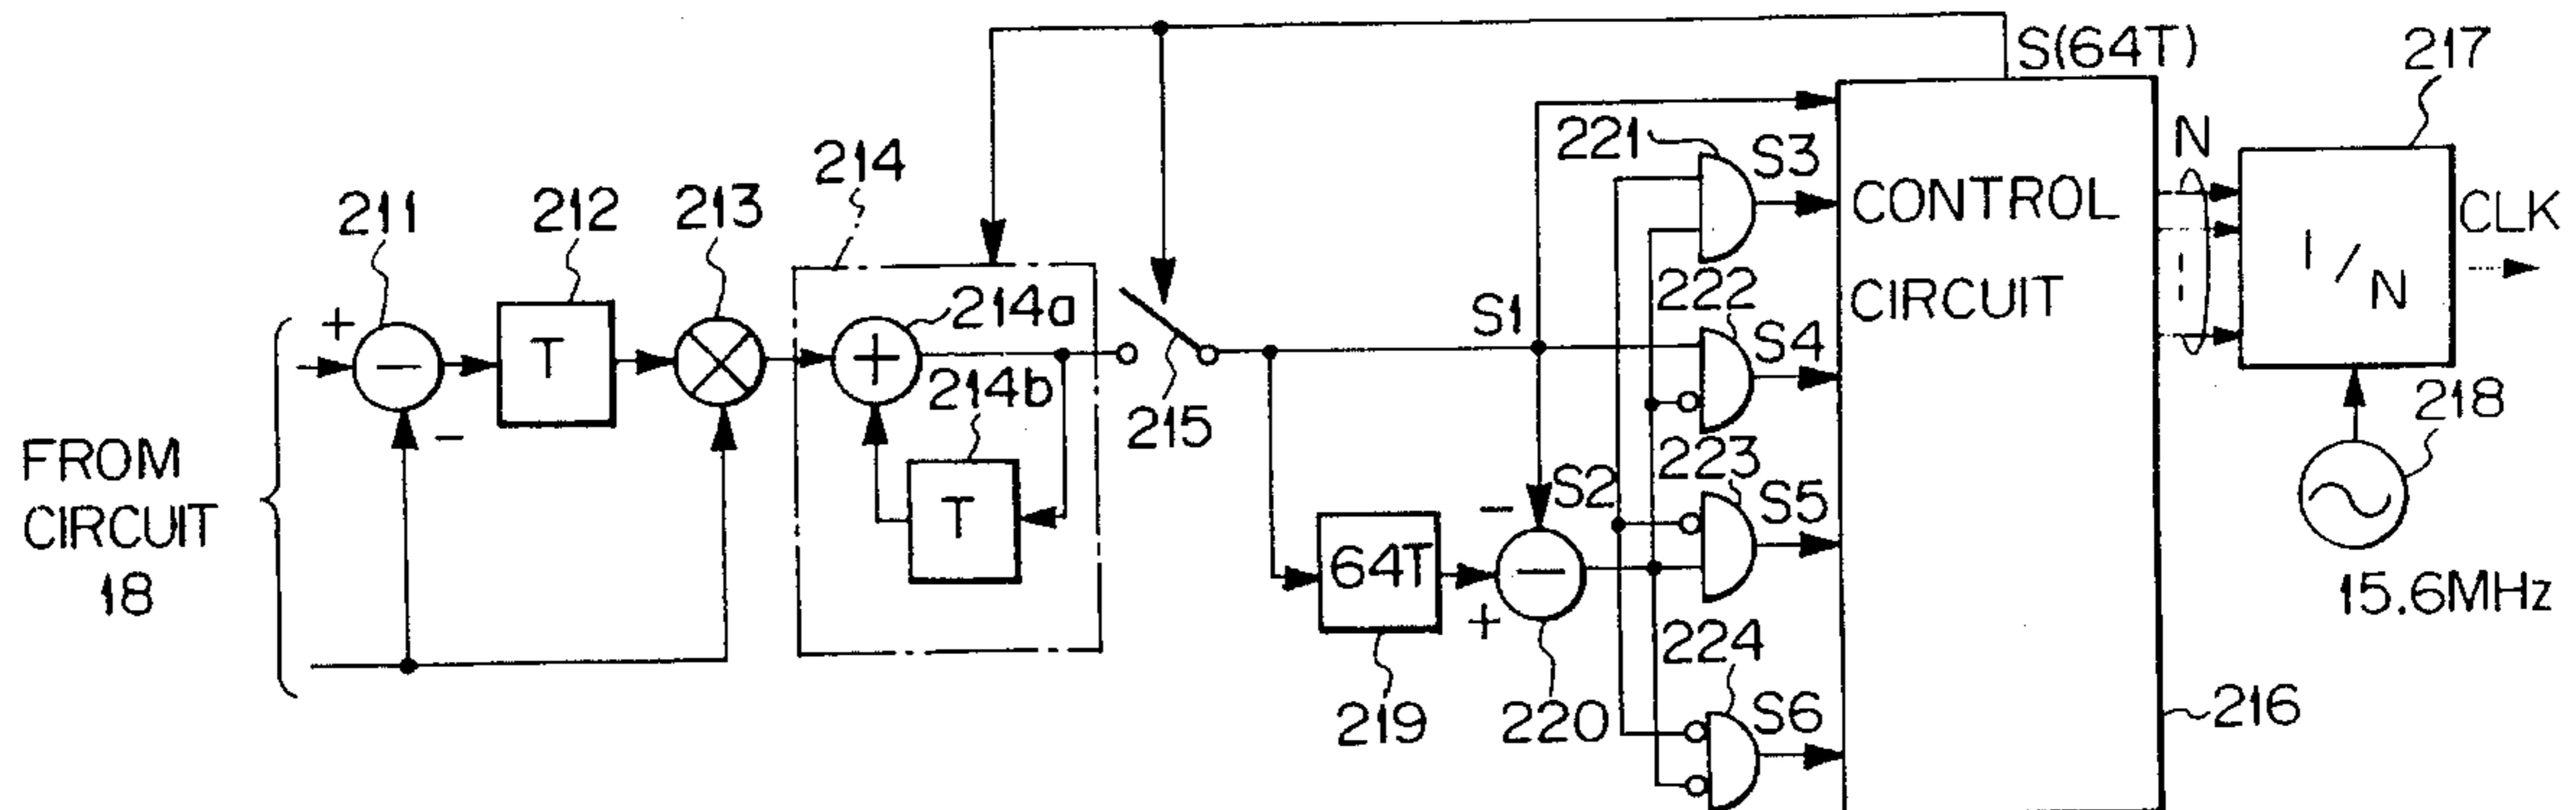 S(64T)
217
221
S3
N
214
211
212
213
CONTROL
CLK
+
T
−
+
214a
222
CIRCUIT
1/N
S1
S4
214b
215
218
−
223
FROM
CIRCUIT
18
T
−
S2
S5
64T
−
15.6MHz
+
224
219
220
S6
216